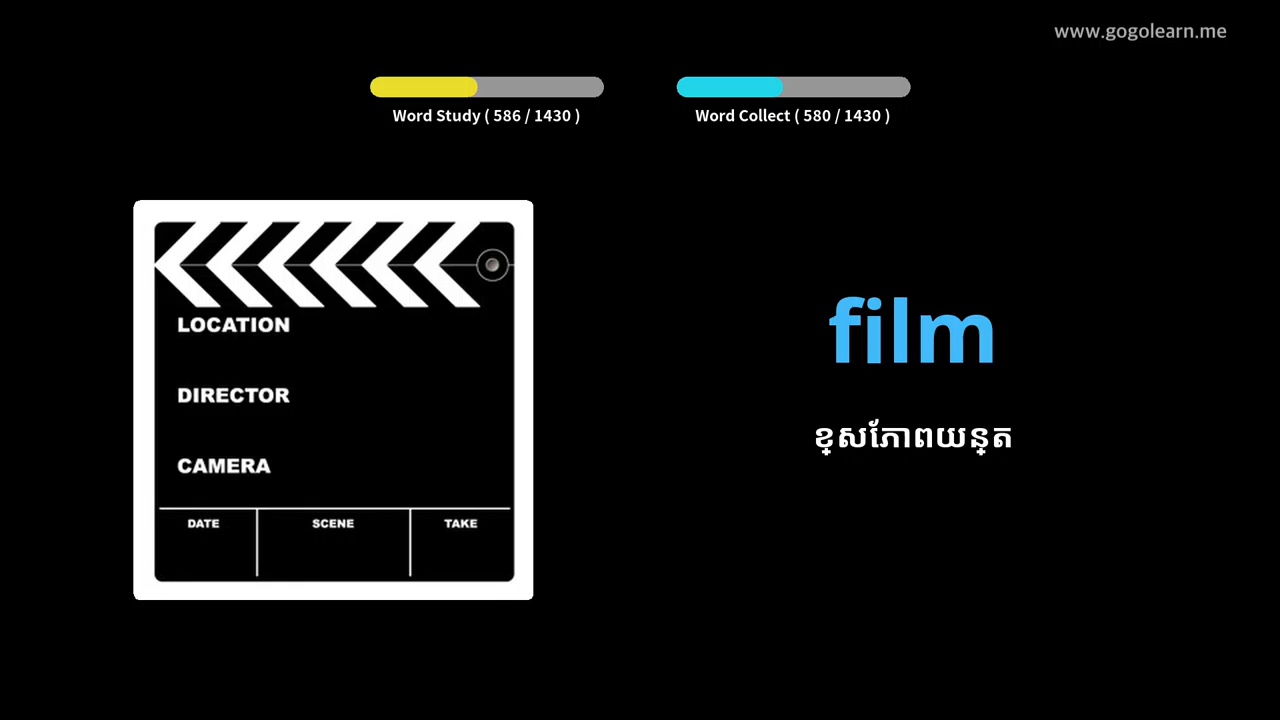 www.gogolearn.me
Word Study ( 586 / 1430 )
Word Collect ( 580 / 1430 )
LOCATION
DIRECTOR
CAMERA
DATE
SCENE
TAKE
film
ខ្សែភាពយន្ត